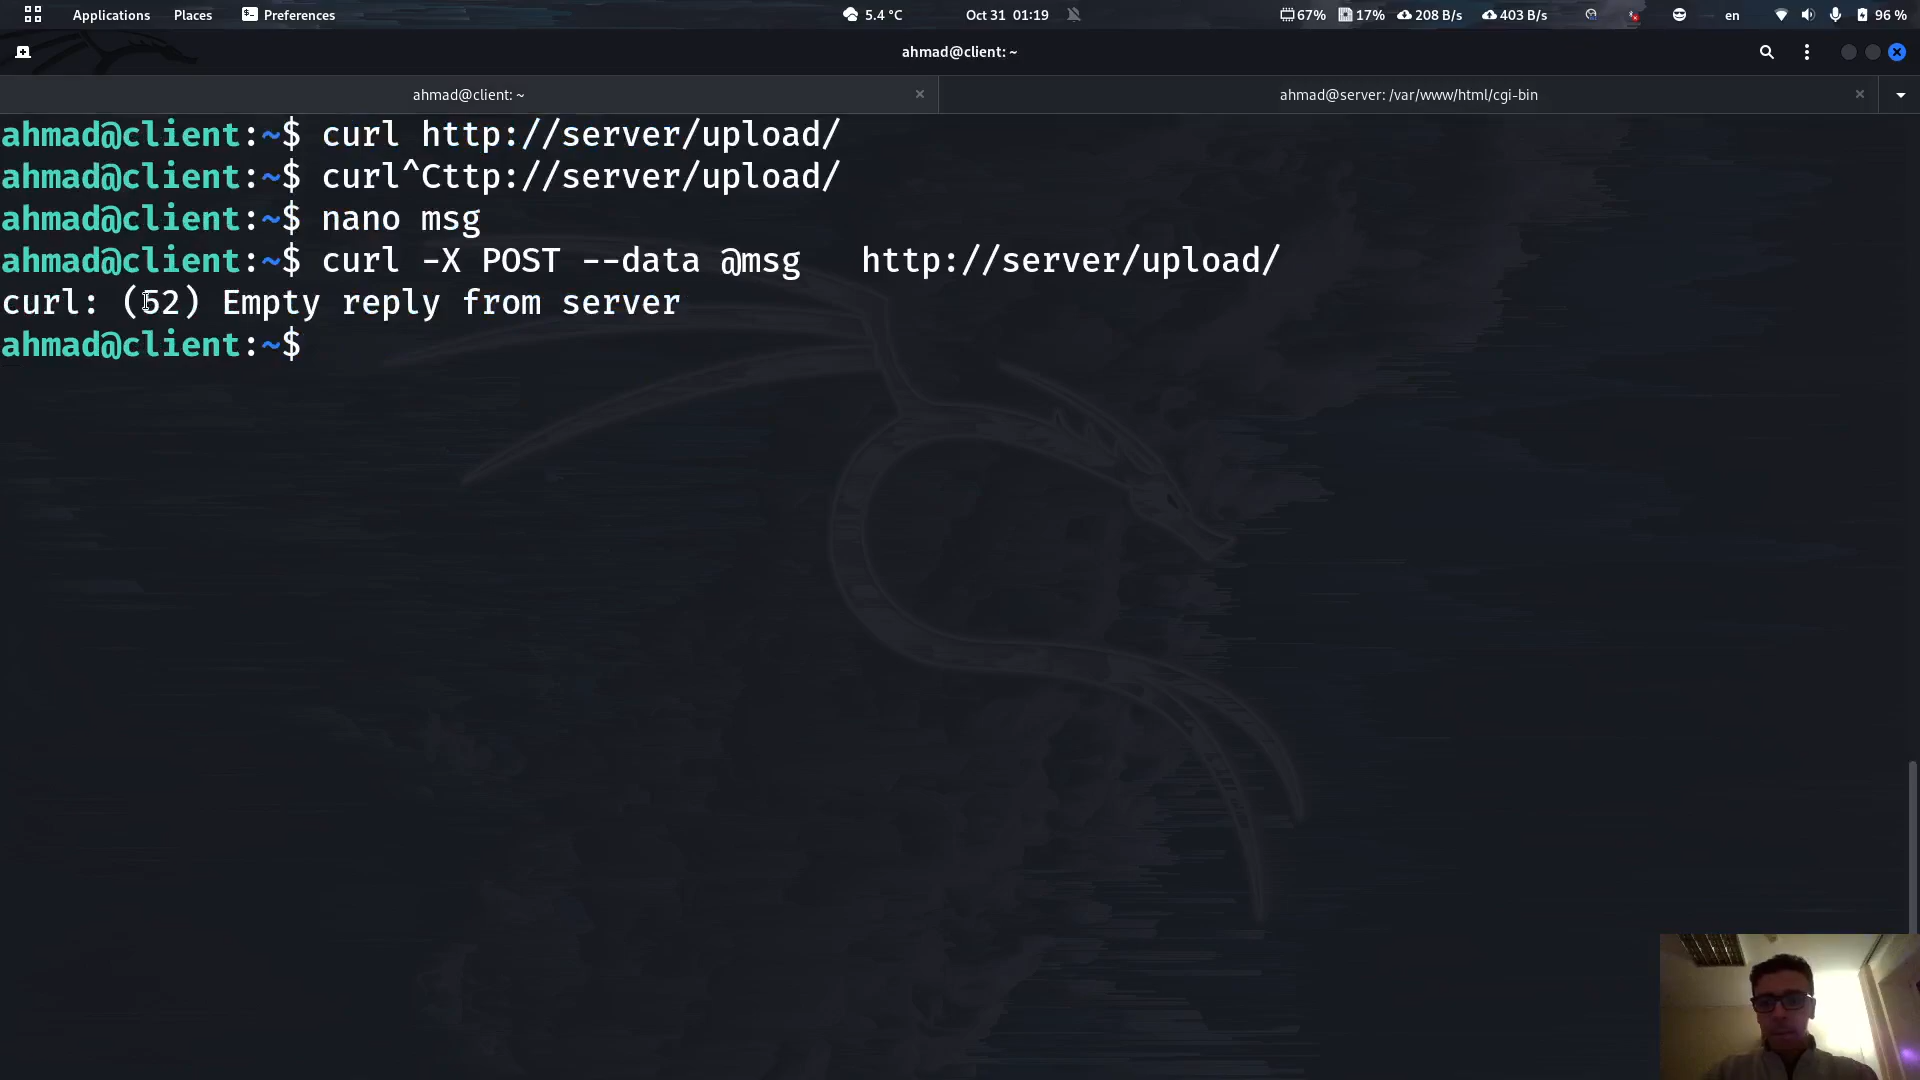 Applications Places Preferences 5.4 °C Oct 31 01:19 67% 17% 208 B/s 403 B/s en 96 %
ahmad@client: ~
ahmad@client: ~ ahmad@server: /var/www/html/cgi-bin
ahmad@client:~$ curl http://server/upload/
ahmad@client:~$ curl^Cttp://server/upload/
ahmad@client:~$ nano msg
ahmad@client:~$ curl -X POST --data @msg   http://server/upload/
curl: (52) Empty reply from server
ahmad@client:~$